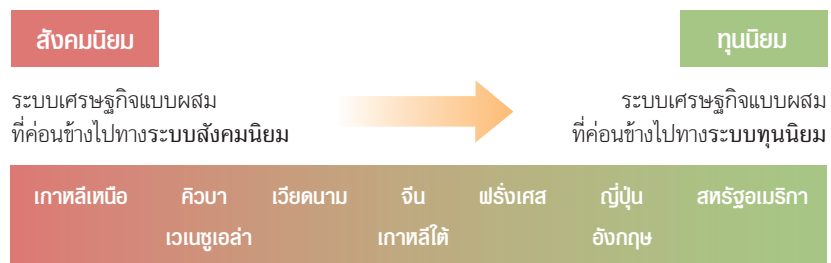 สังคมนิยม
ทุนนิยม
ระบบเศรษฐกิจแบบผสม
ที่ค่อนข้างไปทางระบบสังคมนิยม
ระบบเศรษฐกิจแบบผสม
ที่ค่อนข้างไปทางระบบทุนนิยม
เกาหลีเหนือ คิวบา เวียดนาม จีน ฝรั่งเศส ญี่ปุ่น สหรัฐอเมริกา
เวเนซูเอล่า เกาหลีใต้ อังกฤษ